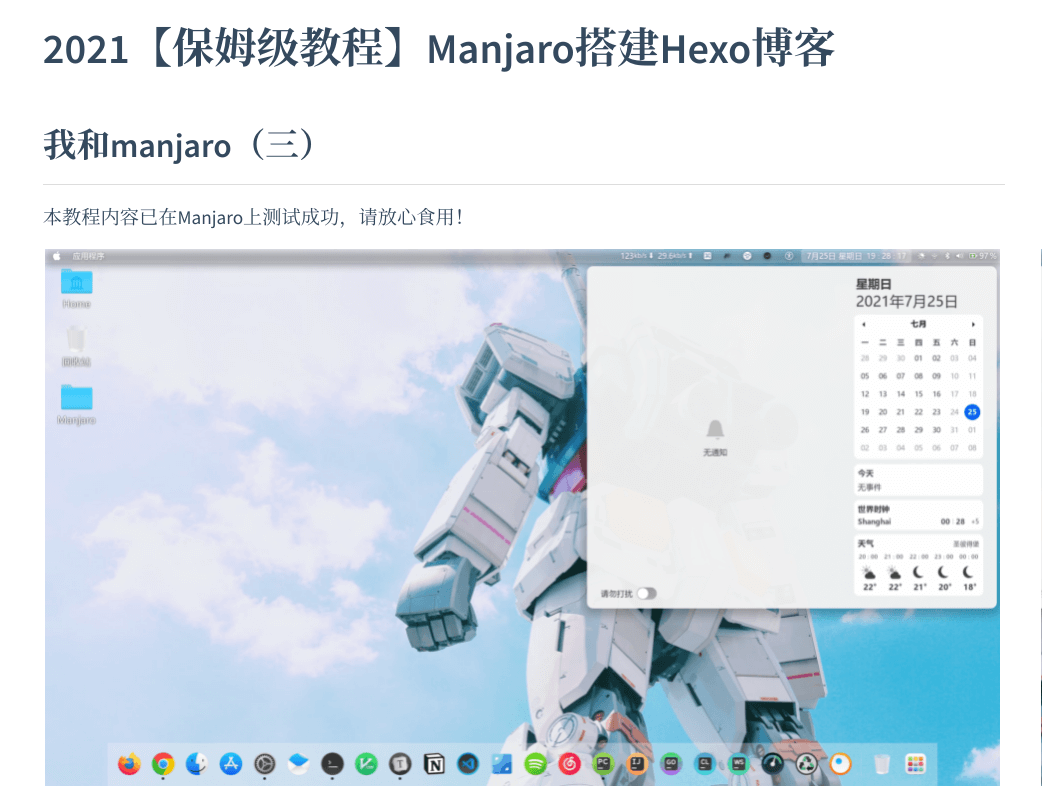 2021【保姆级教程】Manjaro搭建Hexo博客
我和manjaro（三）
本教程内容已在Manjaro上测试成功，请放心食用！
应用程序
123kb/s⬇ 29.6kb/s⬆
7月25日 星期日 19:28:17
97%
Home
回收站
Manjaro
无通知
请勿打扰
星期日
2021年7月25日
七月
一 二 三 四 五 六 日
28 29 30 01 02 03 04
05 06 07 08 09 10 11
12 13 14 15 16 17 18
19 20 21 22 23 24 25
26 27 28 29 30 31 01
02 03 04 05 06 07 08
今天
无事件
世界时钟
Shanghai 00:28 +5
天气
20:00 21:00 22:00 23:00 00:00
22° 22° 21° 20° 18°
PC IJ GO CL WS